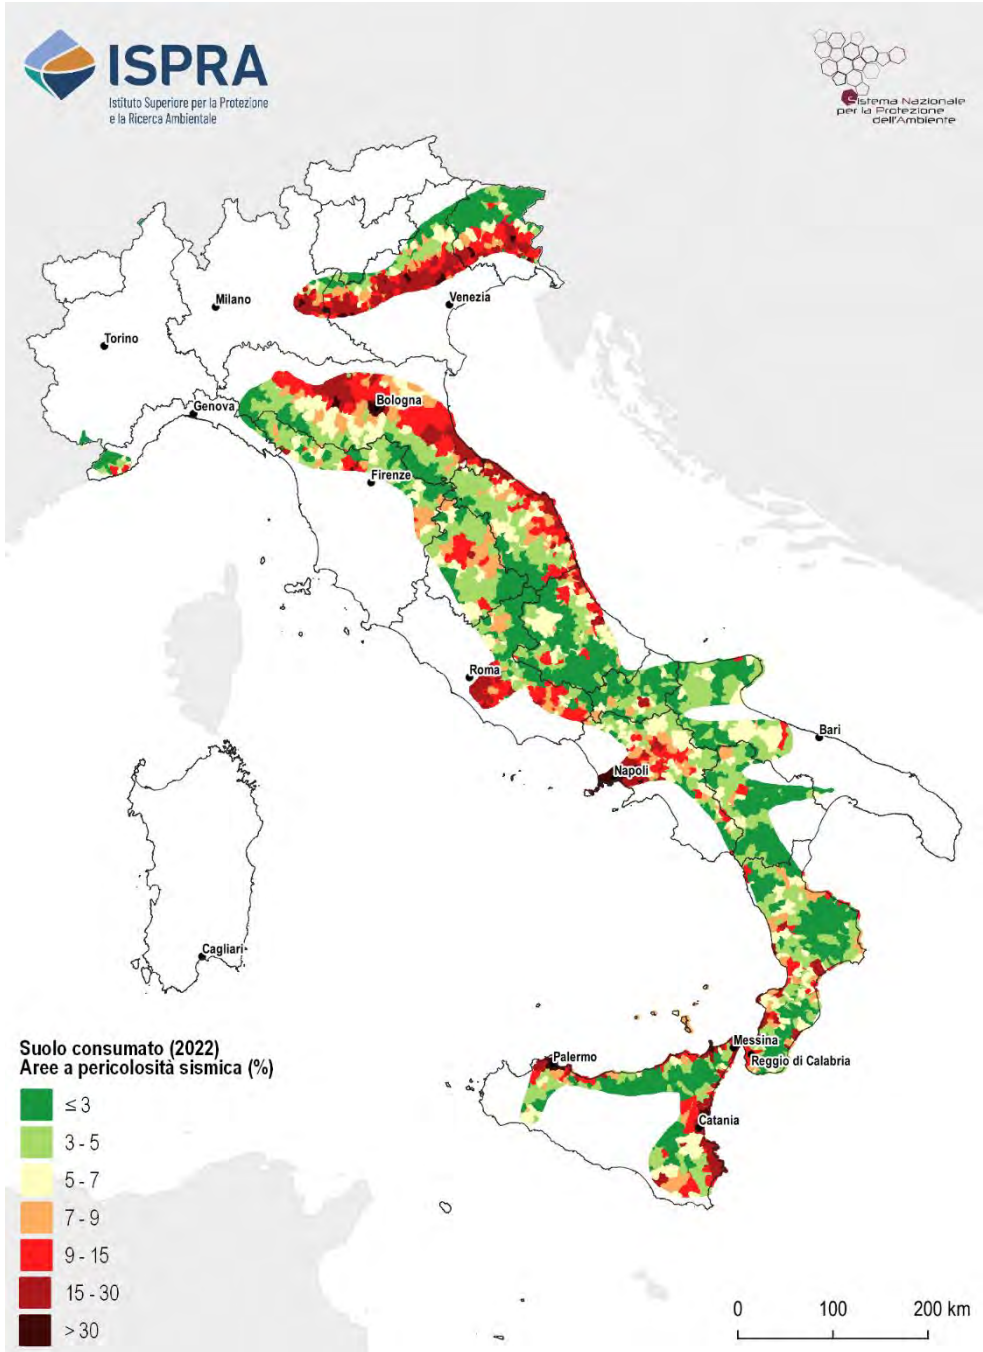 ISPRA
Istituto Superiore per la Protezione
e la Ricerca Ambientale
Sistema Nazionale
per la Protezione
dell'Ambiente
Milano
Venezia
Torino
Genova
Bologna
Firenze
Roma
Bari
Napoli
Cagliari
Messina
Palermo
Reggio di Calabria
Catania
Suolo consumato (2022)
Aree a pericolosità sismica (%)
≤ 3
3 - 5
5 - 7
7 - 9
9 - 15
15 - 30
> 30
0 100 200 km